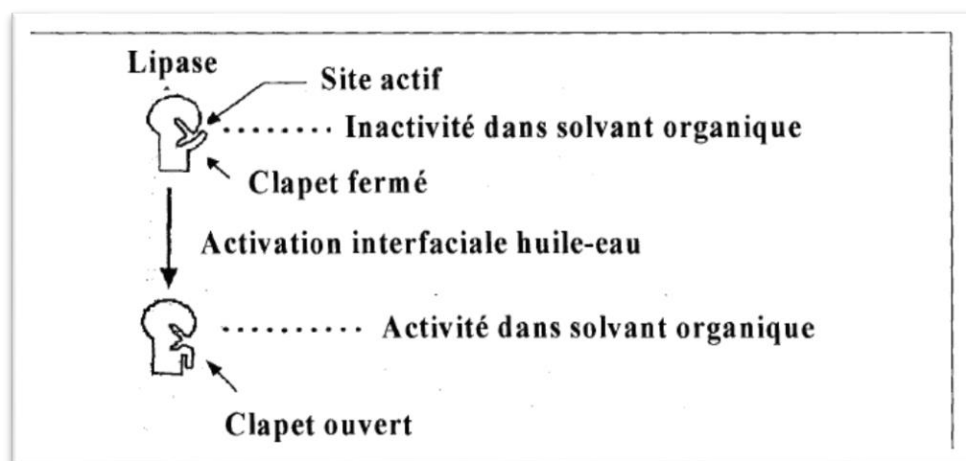 Lipase
Site actif
........ Inactivité dans solvant organique
Clapet fermé
Activation interfaciale huile-eau
.......... Activité dans solvant organique
Clapet ouvert